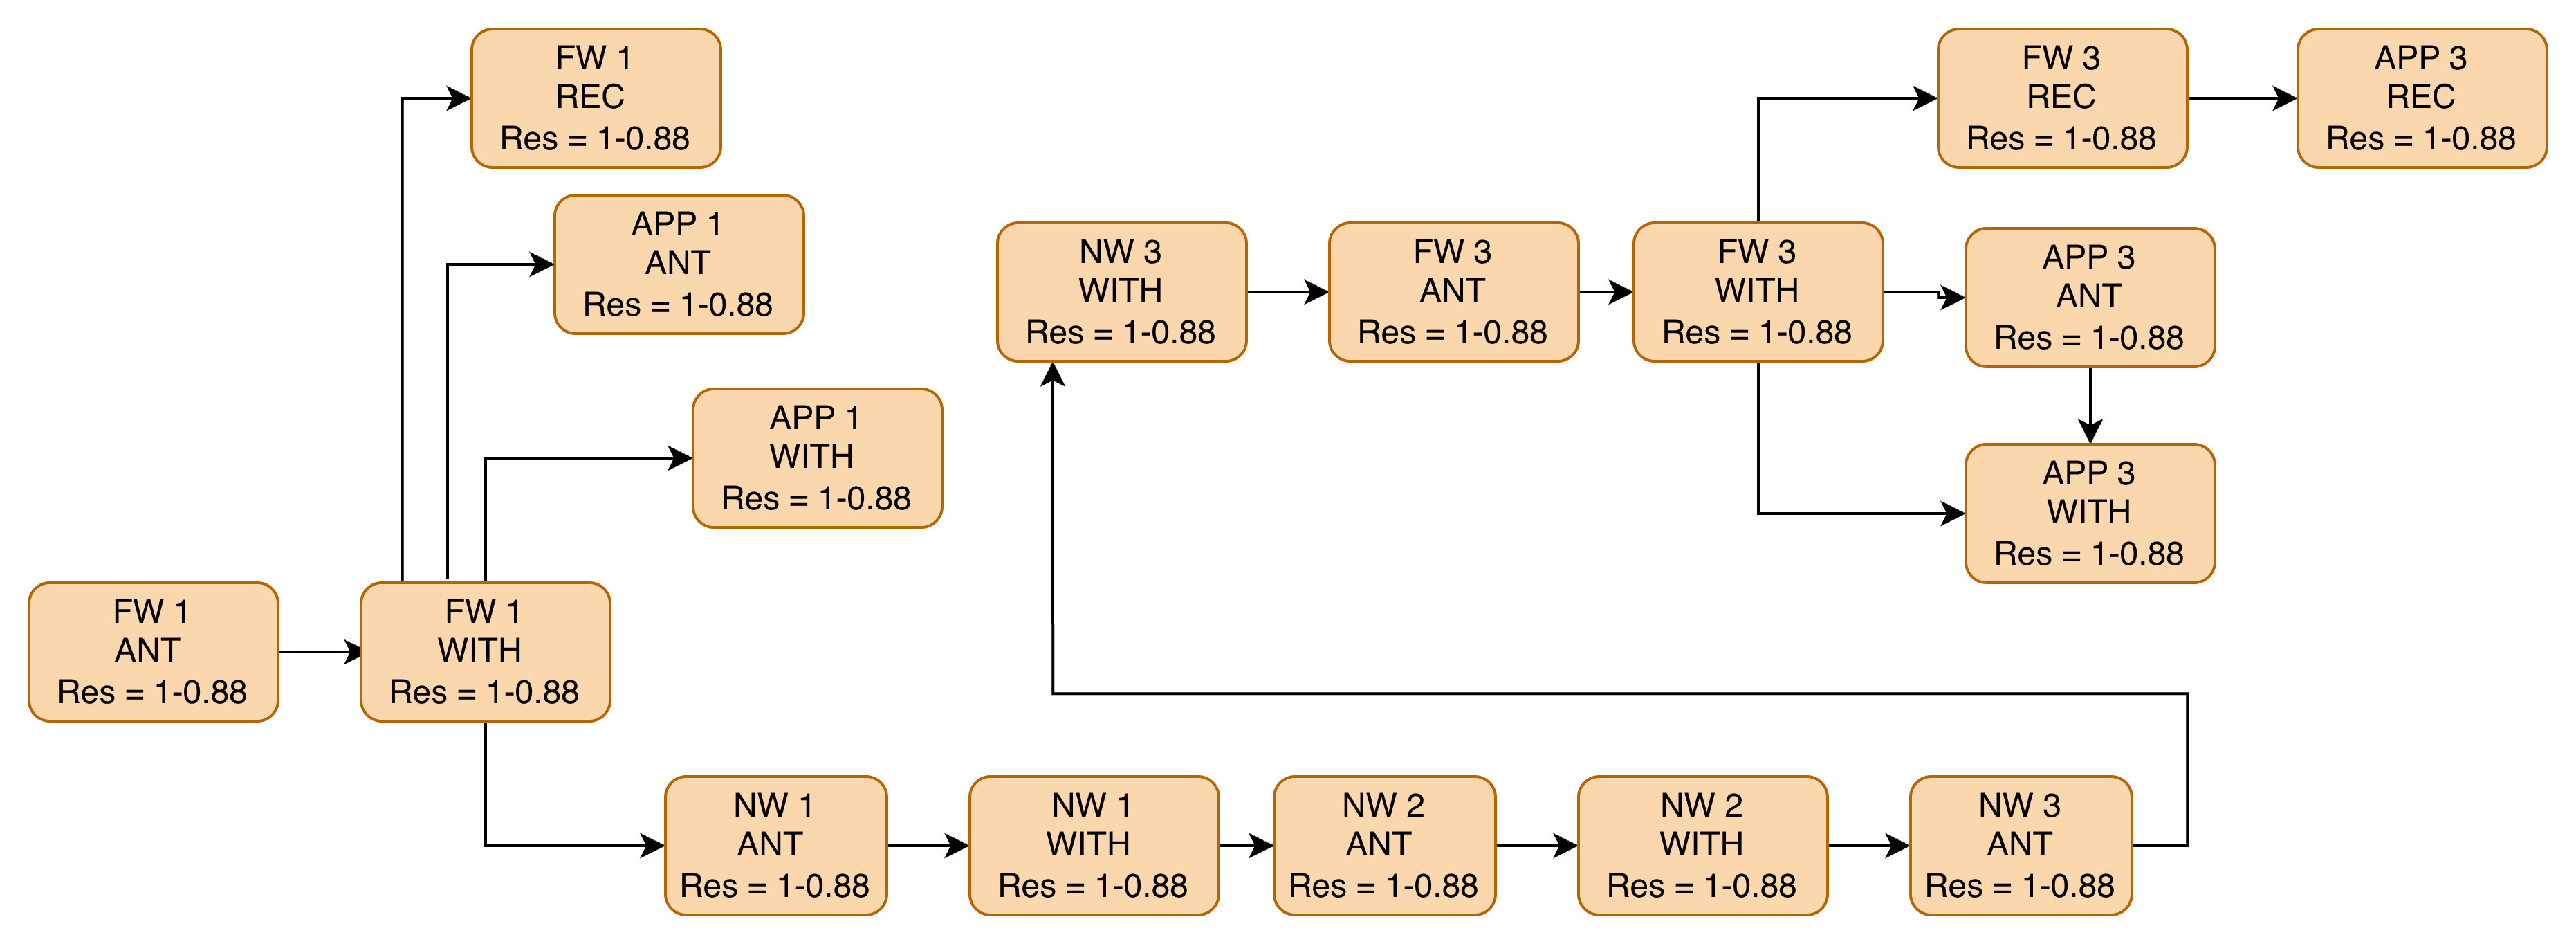 FW 1
REC
Res = 1-0.88
FW 3
REC
Res = 1-0.88
APP 3
REC
Res = 1-0.88
APP 1
ANT
Res = 1-0.88
NW 3
WITH
Res = 1-0.88
FW 3
ANT
Res = 1-0.88
FW 3
WITH
Res = 1-0.88
APP 3
ANT
Res = 1-0.88
APP 1
WITH
Res = 1-0.88
APP 3
WITH
Res = 1-0.88
FW 1
ANT
Res = 1-0.88
FW 1
WITH
Res = 1-0.88
NW 1
ANT
Res = 1-0.88
NW 1
WITH
Res = 1-0.88
NW 2
ANT
Res = 1-0.88
NW 2
WITH
Res = 1-0.88
NW 3
ANT
Res = 1-0.88